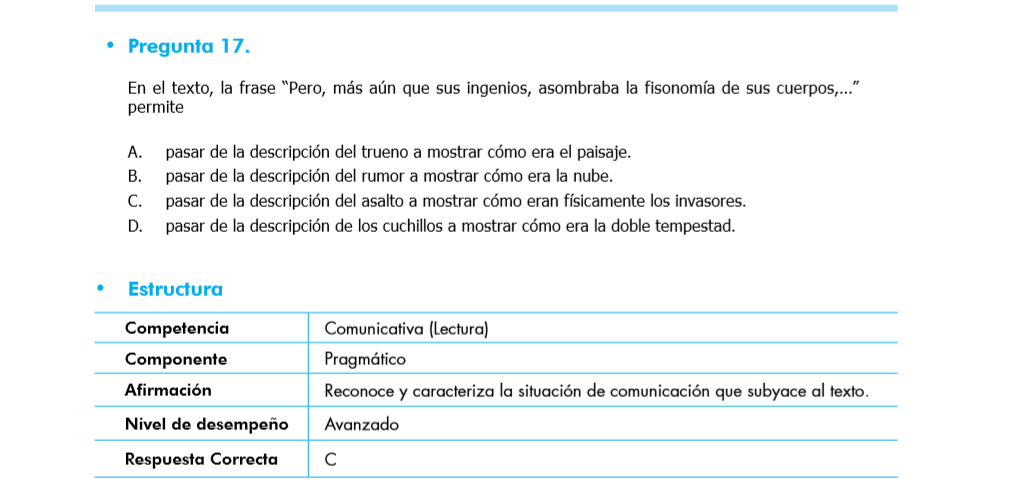 • Pregunta 17.
En el texto, la frase “Pero, más aún que sus ingenios, asombraba la fisonomía de sus cuerpos,...”
permite
A. pasar de la descripción del trueno a mostrar cómo era el paisaje.
B. pasar de la descripción del rumor a mostrar cómo era la nube.
C. pasar de la descripción del asalto a mostrar cómo eran físicamente los invasores.
D. pasar de la descripción de los cuchillos a mostrar cómo era la doble tempestad.
• Estructura
Competencia Comunicativa (Lectura)
Componente Pragmático
Afirmación Reconoce y caracteriza la situación de comunicación que subyace al texto.
Nivel de desempeño Avanzado
Respuesta Correcta C